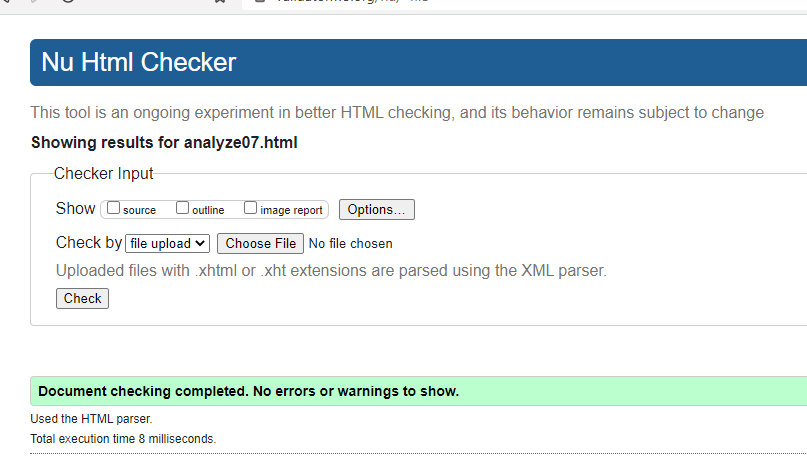 Nu Html Checker
This tool is an ongoing experiment in better HTML checking, and its behavior remains subject to change
Showing results for analyze07.html
Checker Input
Show source outline image report Options...
Check by file upload Choose File No file chosen
Uploaded files with .xhtml or .xht extensions are parsed using the XML parser.
Check
Document checking completed. No errors or warnings to show.
Used the HTML parser.
Total execution time 8 milliseconds.